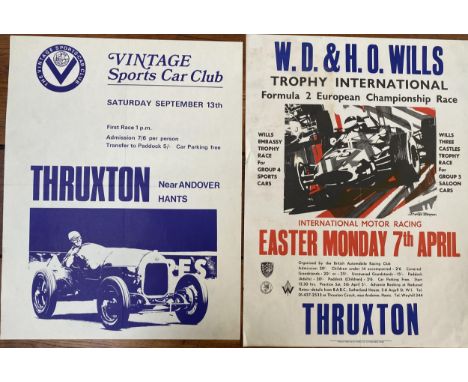 THE VINTAGE SPORTS-CAR CLUB
V
VINTAGE
Sports Car Club
SATURDAY SEPTEMBER 13th
First Race 1 p.m.
Admission 7/6 per person
Transfer to Paddock 5/- Car Parking free
THRUXTON Near ANDOVER
HANTS
W. D. & H. O. WILLS
TROPHY INTERNATIONAL
Formula 2 European Championship Race
WILLS
EMBASSY
TROPHY
RACE
FOR
GROUP 4
SPORTS
CARS
WILLS
THREE
CASTLES
TROPHY
RACE
FOR
GROUP 5
SALOON
CARS
INTERNATIONAL MOTOR RACING
EASTER MONDAY 7th APRIL
Organised by the British Automobile Racing Club
THRUXTON